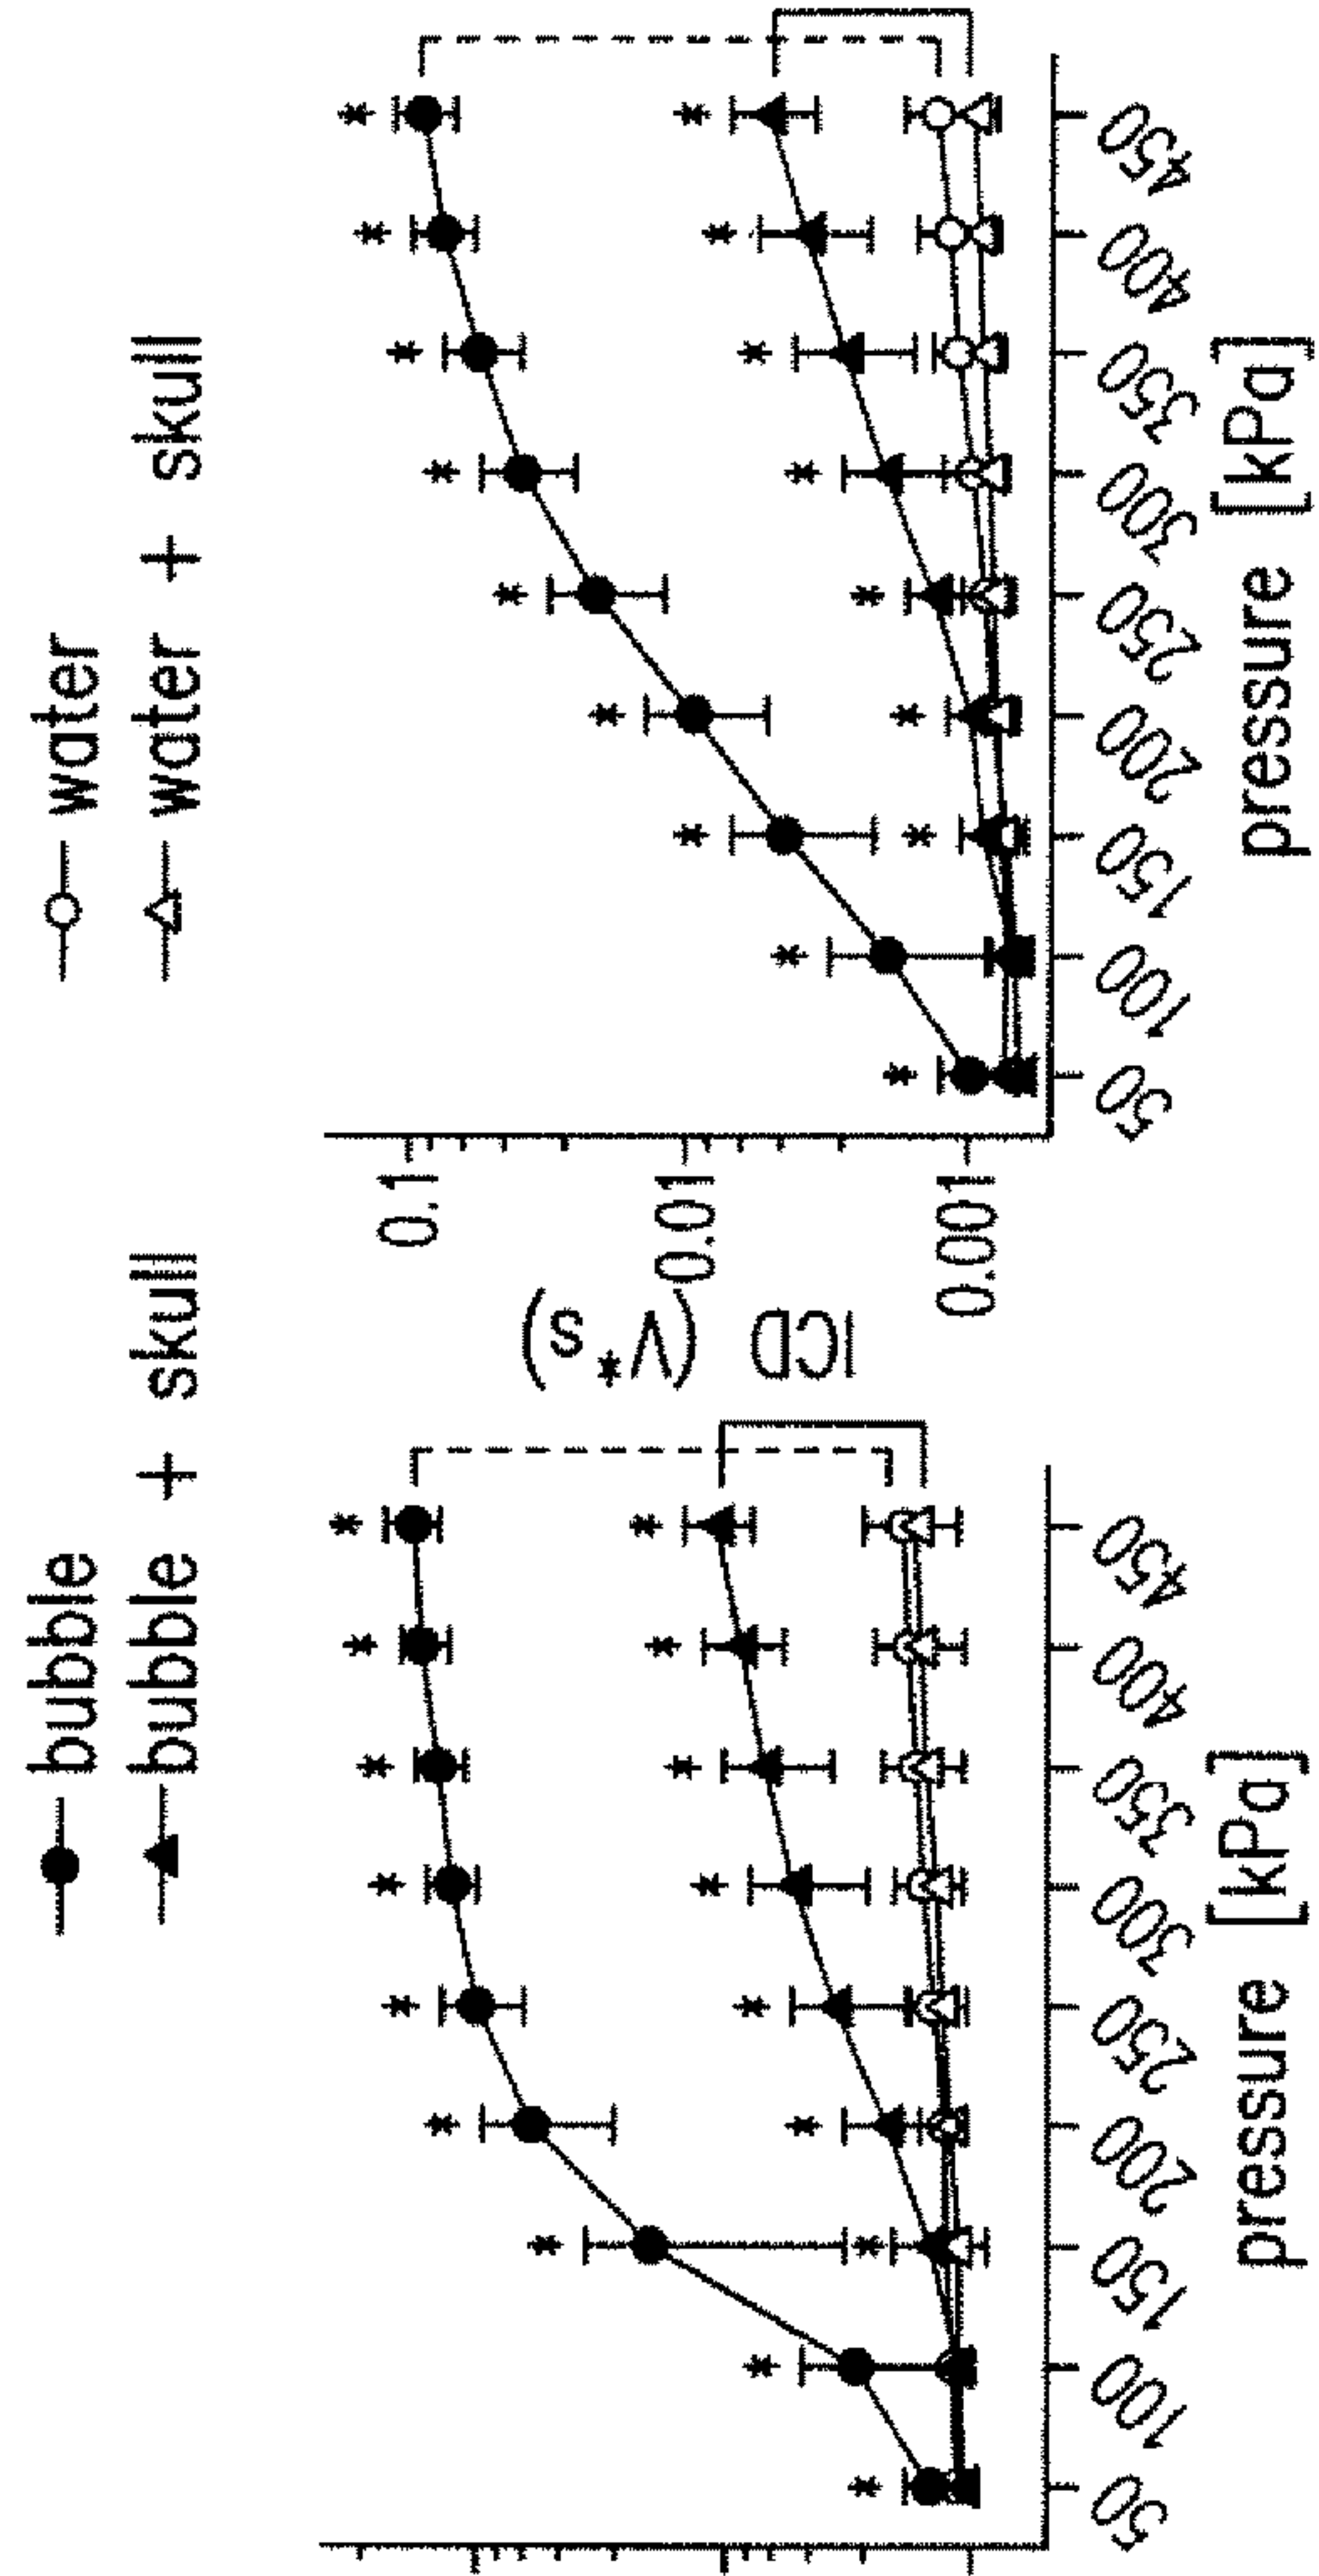 bubble
bubble + skull
water
water + skull
* * * * * * * * *
* * * * * * *
50 100 150 200 250 300 350 400 450
pressure [kPa]
ICD (V*s)
0.1
0.01
0.001
* * * * * * * * *
* * * * * * *
50 100 150 200 250 300 350 400 450
pressure [kPa]